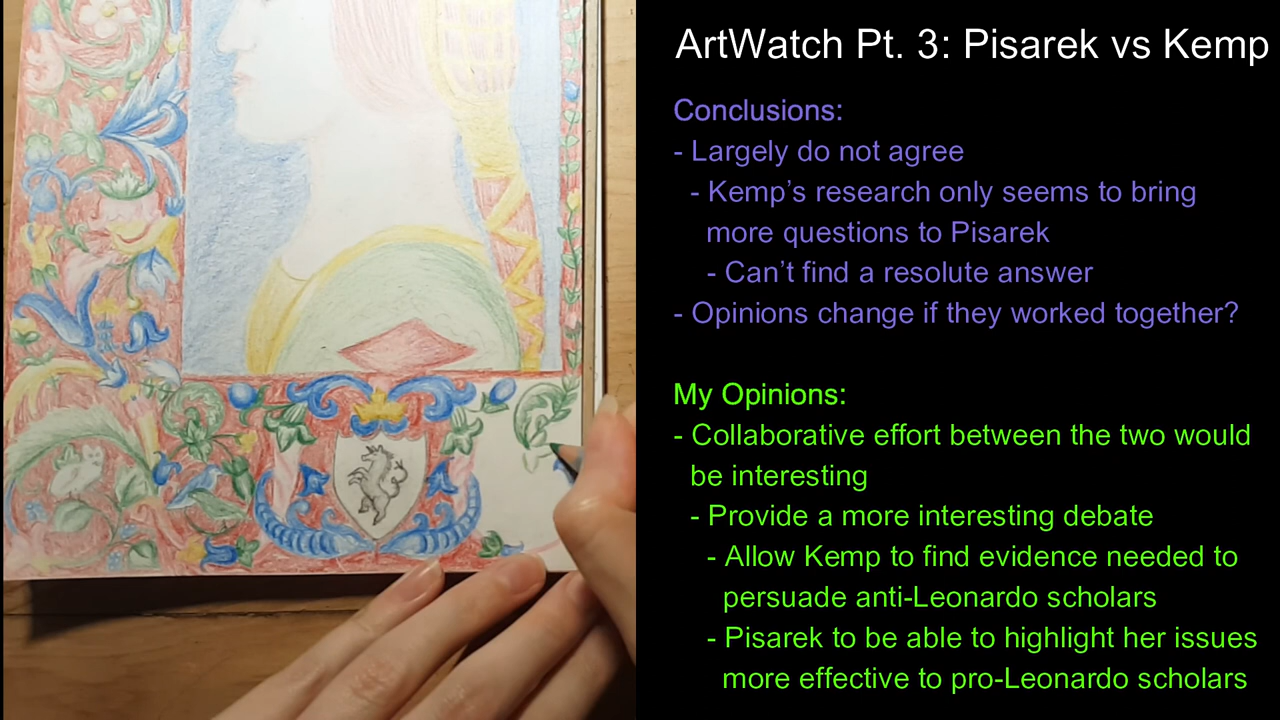 ArtWatch Pt. 3: Pisarek vs Kemp
Conclusions:
- Largely do not agree
- Kemp’s research only seems to bring
more questions to Pisarek
- Can’t find a resolute answer
- Opinions change if they worked together?
My Opinions:
- Collaborative effort between the two would
be interesting
- Provide a more interesting debate
- Allow Kemp to find evidence needed to
persuade anti-Leonardo scholars
- Pisarek to be able to highlight her issues
more effective to pro-Leonardo scholars